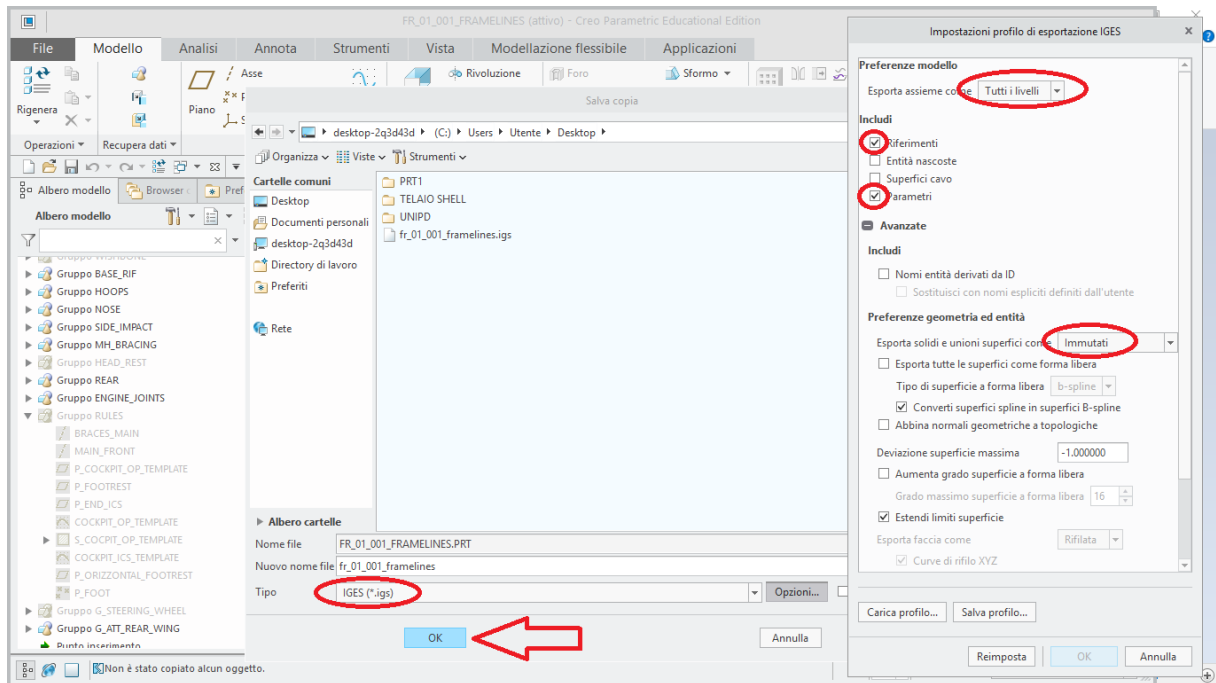 FR_01_001_FRAMELINES (attivo) - Creo Parametric Educational Edition
File Modello Analisi Annota Strumenti Vista Modellazione flessibile Applicazioni
Rigenera
Operazioni
Recupera dati
Piano
Asse
Rivoluzione
Foro
Sformo
Albero modello
Browser
Pref
Albero modello
Gruppo BASE_RIF
Gruppo HOOPS
Gruppo NOSE
Gruppo SIDE_IMPACT
Gruppo MH_BRACING
Gruppo HEAD_REST
Gruppo REAR
Gruppo ENGINE_JOINTS
Gruppo RULES
BRACES_MAIN
MAIN_FRONT
P_COCKPIT_OP_TEMPLATE
P_FOOTREST
P_END_ICS
COCKPIT_OP_TEMPLATE
S_COCPIT_OP_TEMPLATE
COCKPIT_ICS_TEMPLATE
P_ORIZZONTAL_FOOTREST
P_FOOT
Gruppo G_STEERING_WHEEL
Gruppo G_ATT_REAR_WING
Punto inserimento
Non è stato copiato alcun oggetto.
Salva copia
desktop-2q3d43d (C:) Users Utente Desktop
Organizza Viste Strumenti
Cartelle comuni
Desktop
Documenti personali
desktop-2q3d43d
Directory di lavoro
Preferiti
Rete
PRT1
TELAIO SHELL
UNIPD
fr_01_001_framelines.igs
Albero cartelle
Nome file FR_01_001_FRAMELINES.PRT
Nuovo nome file fr_01_001_framelines
Tipo IGES (*.igs) Opzioni...
OK Annulla
Impostazioni profilo di esportazione IGES
Preferenze modello
Esporta assieme come Tutti i livelli
Includi
Riferimenti
Entità nascoste
Superfici cavo
Parametri
Avanzate
Includi
Nomi entità derivati da ID
Sostituisci con nomi espliciti definiti dall'utente
Preferenze geometria ed entità
Esporta solidi e unioni superfici come Immutati
Esporta tutte le superfici come forma libera
Tipo di superficie a forma libera b-spline
Converti superfici spline in superfici B-spline
Abbina normali geometriche a topologiche
Deviazione superficie massima -1.000000
Aumenta grado superficie a forma libera
Grado massimo superficie a forma libera 16
Estendi limiti superficie
Esporta faccia come Rifilata
Curve di rifilo XYZ
Carica profilo... Salva profilo...
Reimposta OK Annulla